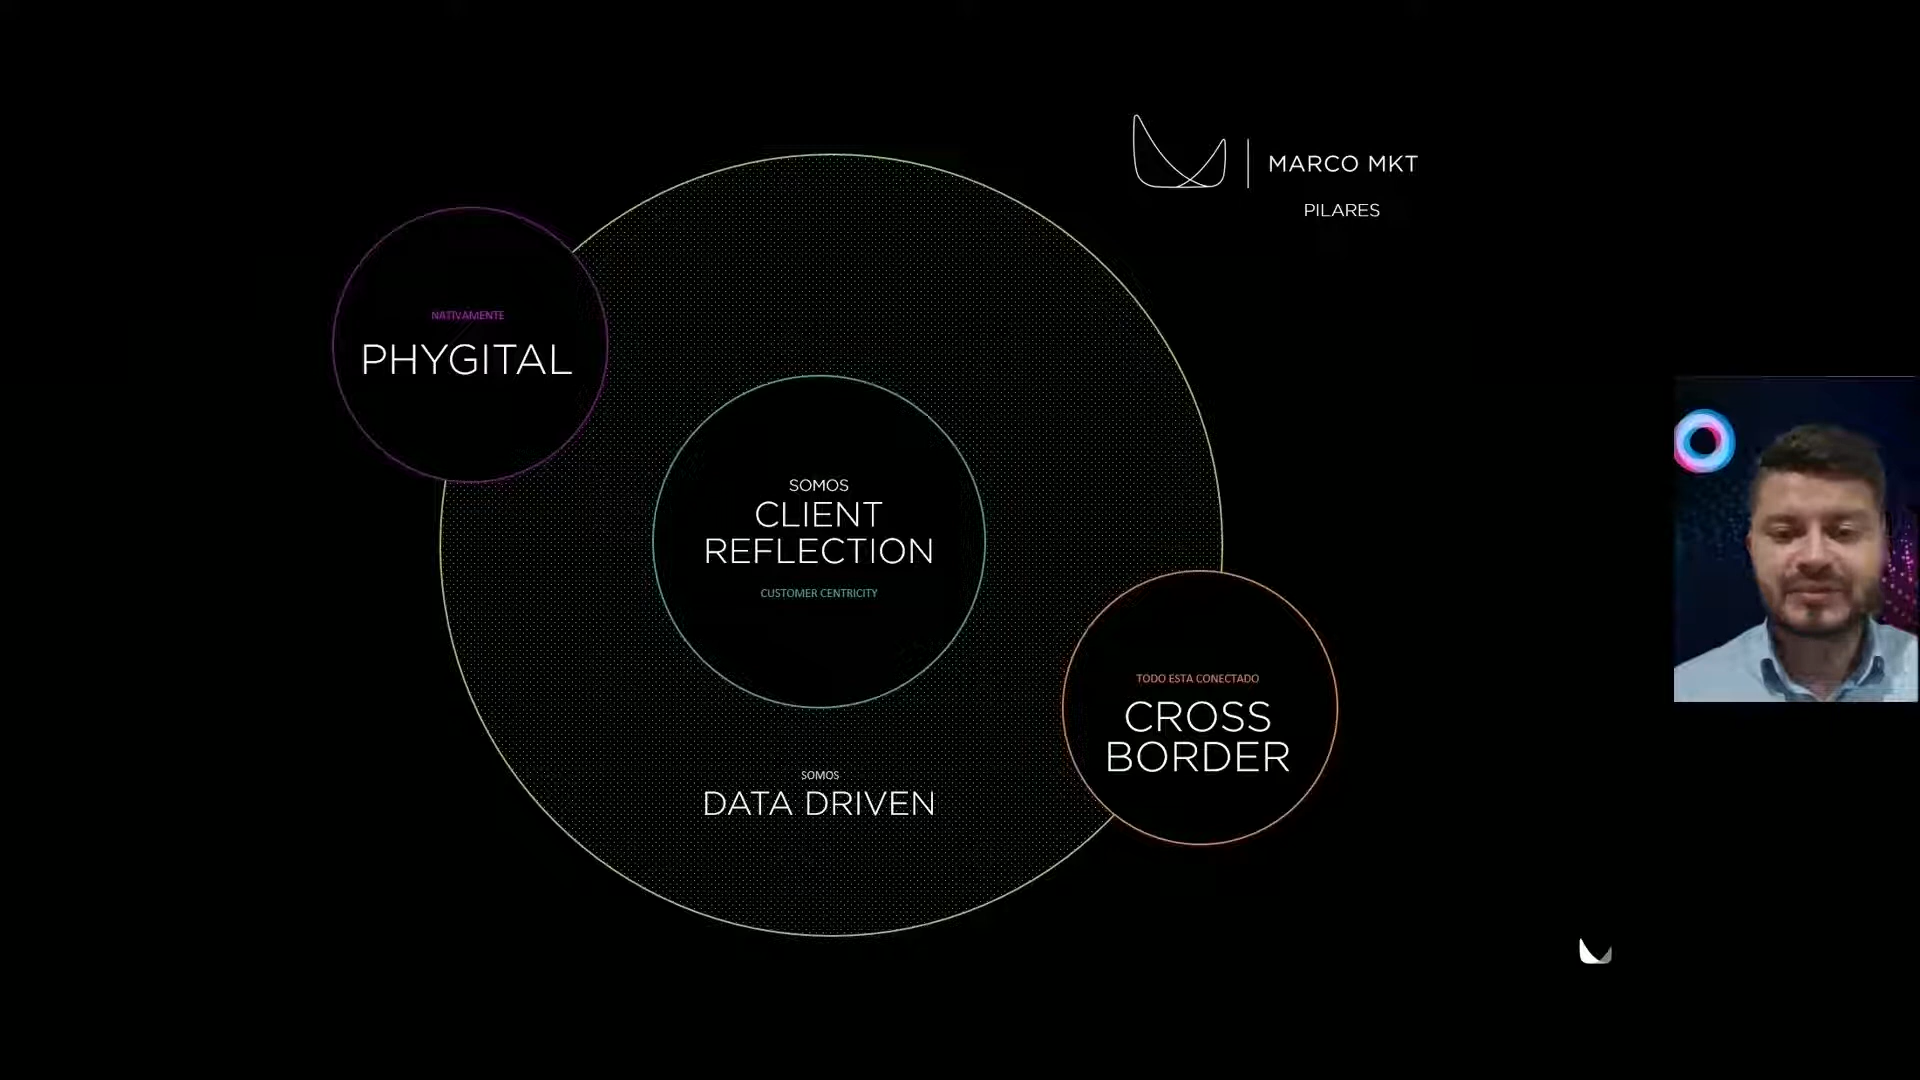 MARCO MKT
PILARES
NATIVAMENTE
PHYGITAL
SOMOS
CLIENT
REFLECTION
CUSTOMER CENTRICITY
TODO ESTA CONECTADO
CROSS
BORDER
SOMOS
DATA DRIVEN